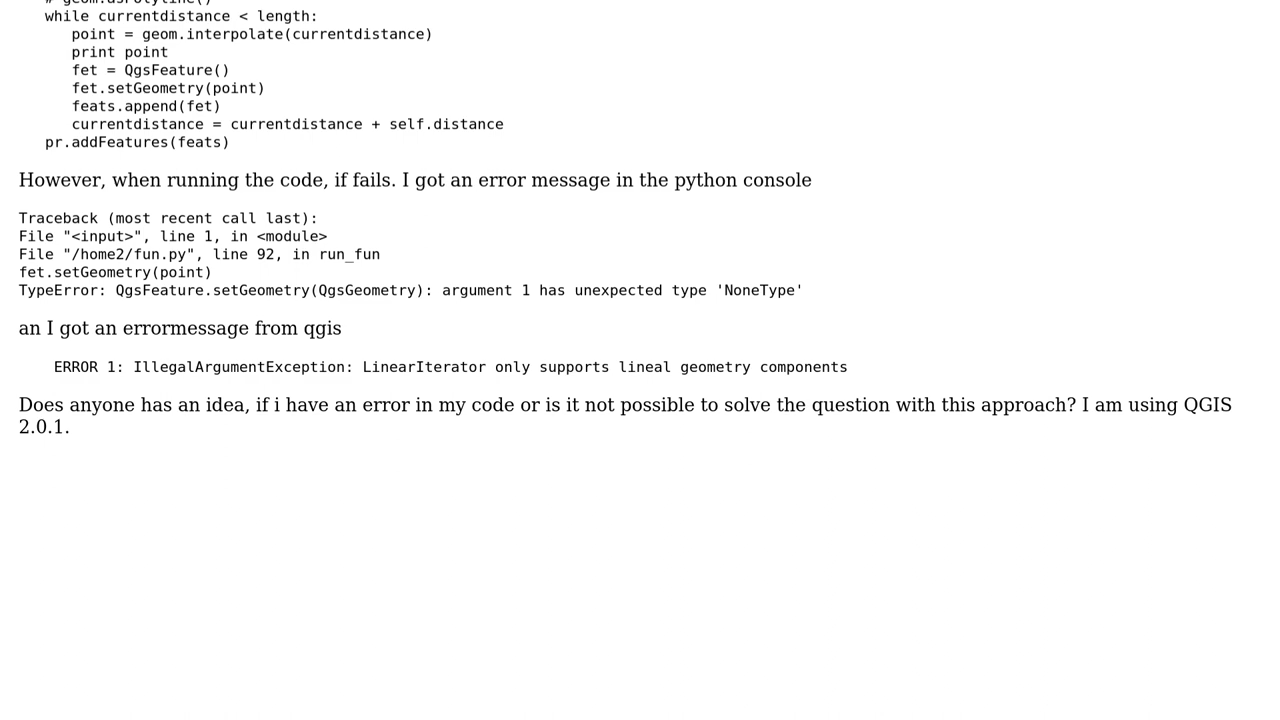 # geom.asPolyline()
while currentdistance < length:
point = geom.interpolate(currentdistance)
print point
fet = QgsFeature()
fet.setGeometry(point)
feats.append(fet)
currentdistance = currentdistance + self.distance
pr.addFeatures(feats)
However, when running the code, if fails. I got an error message in the python console
Traceback (most recent call last):
File "<input>", line 1, in <module>
File "/home2/fun.py", line 92, in run_fun
fet.setGeometry(point)
TypeError: QgsFeature.setGeometry(QgsGeometry): argument 1 has unexpected type 'NoneType'
an I got an errormessage from qgis
ERROR 1: IllegalArgumentException: LinearIterator only supports lineal geometry components
Does anyone has an idea, if i have an error in my code or is it not possible to solve the question with this approach? I am using QGIS
2.0.1.